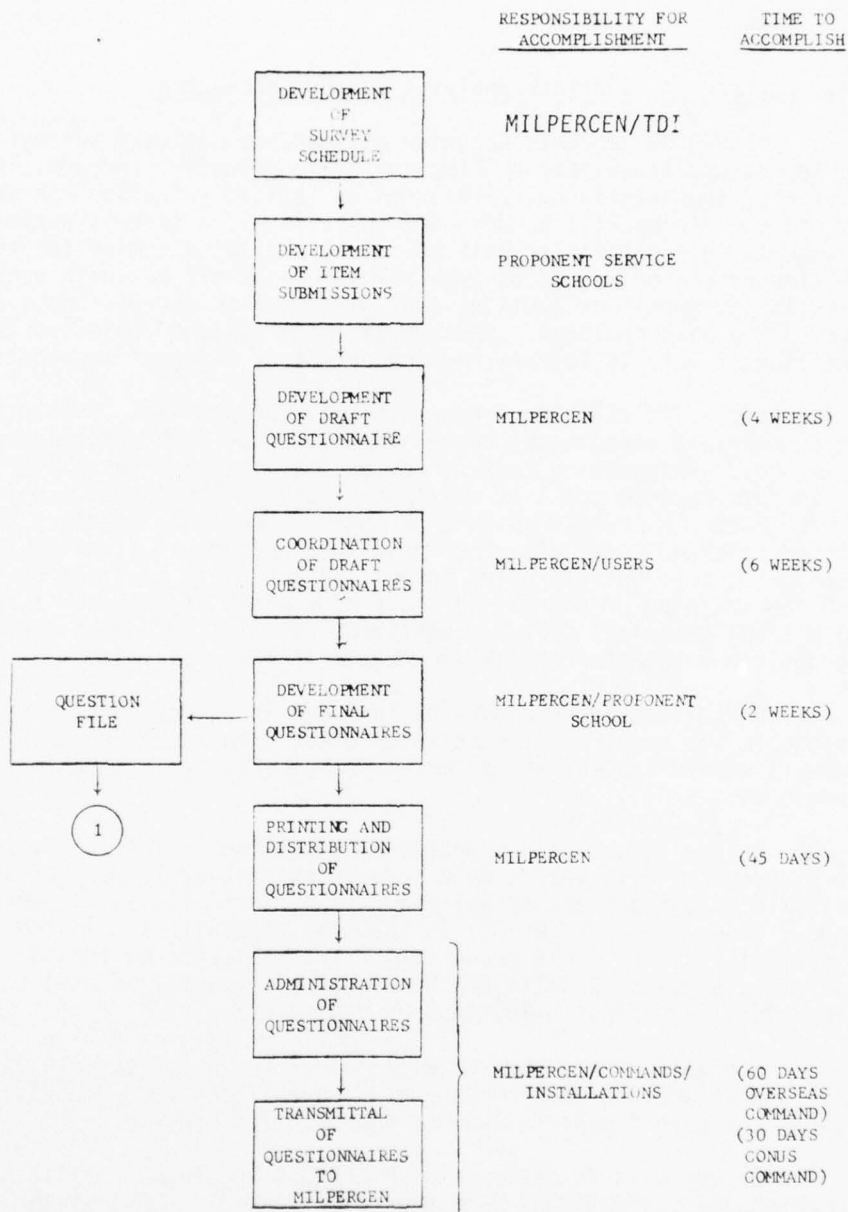 RESPONSIBILITY FOR
ACCOMPLISHMENT
TIME TO
ACCOMPLISH
DEVELOPMENT
OF
SURVEY
SCHEDULE
MILPERCEN/TDI
DEVELOPMENT
OF ITEM
SUBMISSIONS
PROPONENT SERVICE
SCHOOLS
DEVELOPMENT
OF DRAFT
QUESTIONNAIRE
MILPERCEN
(4 WEEKS)
COORDINATION
OF DRAFT
QUESTIONNAIRES
MILPERCEN/USERS
(6 WEEKS)
QUESTION
FILE
DEVELOPMENT
OF FINAL
QUESTIONNAIRES
MILPERCEN/PROPONENT
SCHOOL
(2 WEEKS)
1
PRINTING AND
DISTRIBUTION
OF
QUESTIONNAIRES
MILPERCEN
(45 DAYS)
ADMINISTRATION
OF
QUESTIONNAIRES
MILPERCEN/COMMANDS/
INSTALLATIONS
(60 DAYS
OVERSEAS
COMMAND)
(30 DAYS
CONUS
COMMAND)
TRANSMITTAL
OF
QUESTIONNAIRES
TO
MILPERCEN